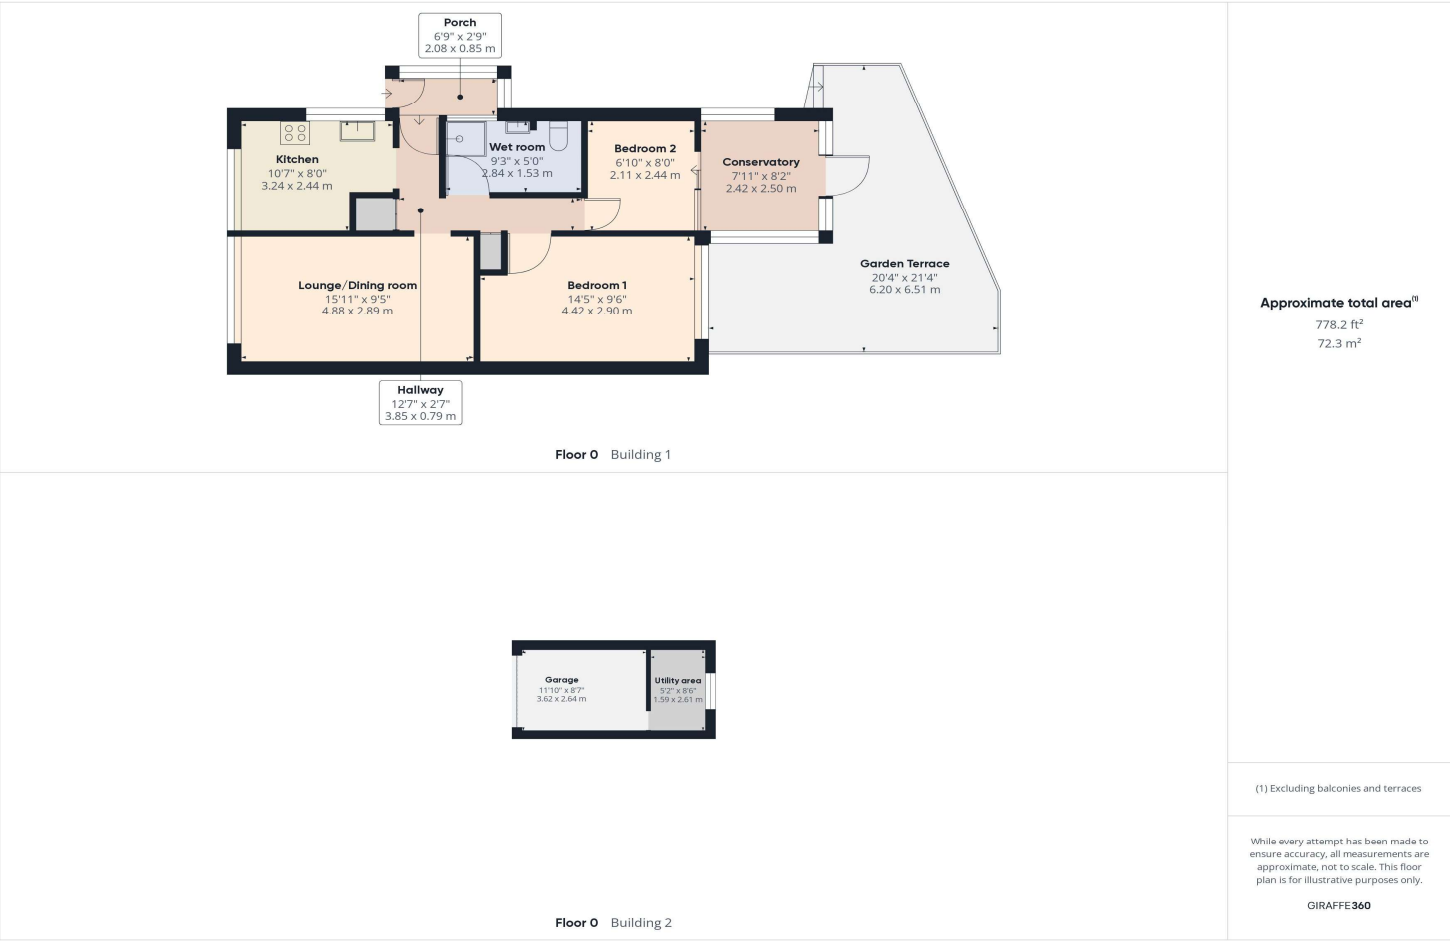 Porch
6'9" x 2'9"
2.08 x 0.85 m
Kitchen
10'7" x 8'0"
3.24 x 2.44 m
Wet room
9'3" x 5'0"
2.84 x 1.53 m
Bedroom 2
6'10" x 8'0"
2.11 x 2.44 m
Conservatory
7'11" x 8'2"
2.42 x 2.50 m
Garden Terrace
20'4" x 21'4"
6.20 x 6.51 m
Lounge/Dining room
15'11" x 9'5"
4.88 x 2.89 m
Bedroom 1
14'5" x 9'6"
4.42 x 2.90 m
Hallway
12'7" x 2'7"
3.85 x 0.79 m
Floor 0 Building 1
Garage
11'10" x 8'7"
3.62 x 2.64 m
Utility area
5'2" x 8'6"
1.59 x 2.61 m
Floor 0 Building 2
Approximate total area(1)
778.2 ft²
72.3 m²
(1) Excluding balconies and terraces
While every attempt has been made to
ensure accuracy, all measurements are
approximate, not to scale. This floor
plan is for illustrative purposes only.
GIRAFFE360